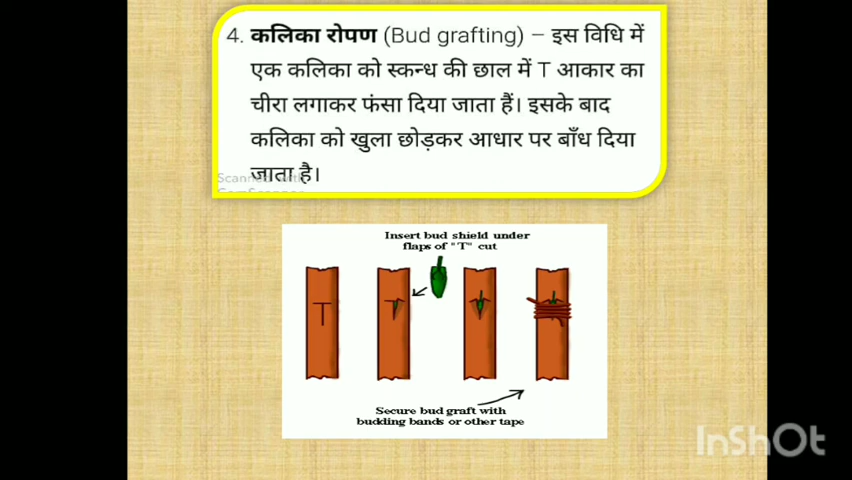 4. कलिका रोपण (Bud grafting) – इस विधि में
एक कलिका को स्कन्ध की छाल में T आकार का
चीरा लगाकर फंसा दिया जाता हैं। इसके बाद
कलिका को खुला छोड़कर आधार पर बाँध दिया
जाता है।
Insert bud shield under
flaps of "T" cut
T
Secure bud graft with
budding bands or other tape
InShOt